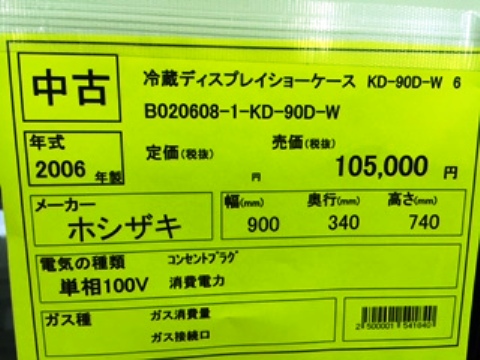 中古
冷蔵ディスプレイショーケース KD-90D-W 6
B020608-1-KD-90D-W
年式
2006 年製
定価(税抜) 円
売価(税抜) 105,000 円
メーカー
ホシザキ
幅(mm) 奥行(mm) 高さ(mm)
900 340 740
電気の種類 コンセントプラグ
単相100V 消費電力
ガス種 ガス消費量
ガス接続口
2 500001 541840